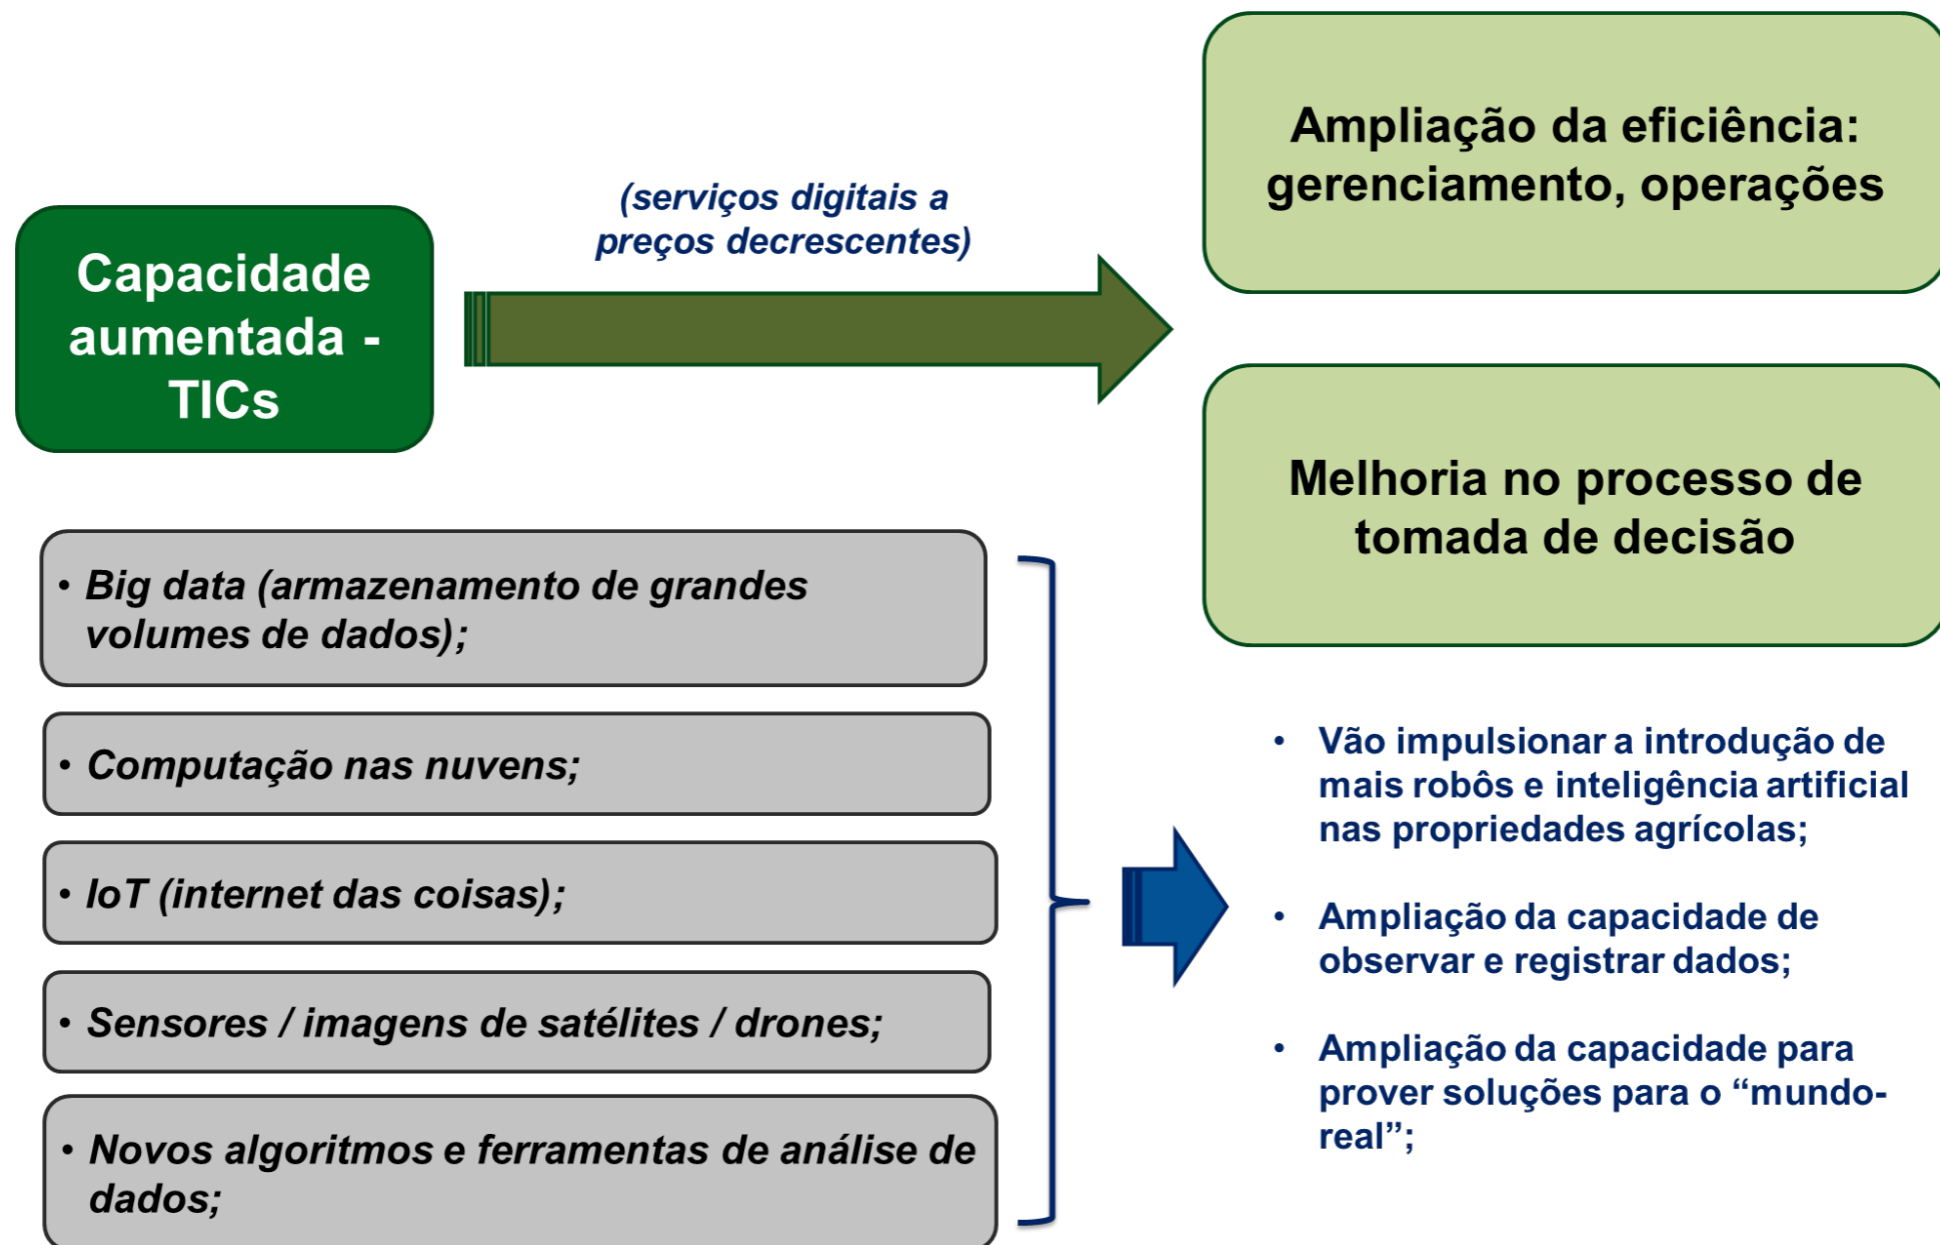 Capacidade
aumentada -
TICs
(serviços digitais a
preços decrescentes)
Ampliação da eficiência:
gerenciamento, operações
Melhoria no processo de
tomada de decisão
• Big data (armazenamento de grandes
volumes de dados);
• Computação nas nuvens;
• IoT (internet das coisas);
• Sensores / imagens de satélites / drones;
• Novos algoritmos e ferramentas de análise de
dados;
• Vão impulsionar a introdução de
mais robôs e inteligência artificial
nas propriedades agrícolas;
• Ampliação da capacidade de
observar e registrar dados;
• Ampliação da capacidade para
prover soluções para o “mundo-
real”;